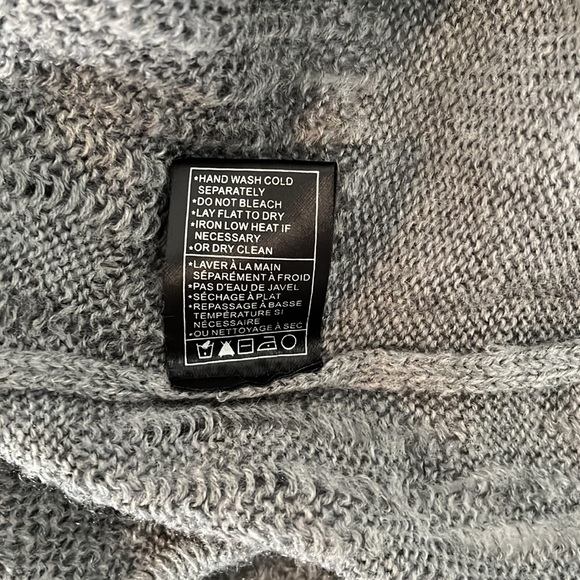 *HAND WASH COLD
SEPARATELY
*DO NOT BLEACH
*LAY FLAT TO DRY
*IRON LOW HEAT IF
NECESSARY
*OR DRY CLEAN
*LAVER À LA MAIN
SÉPARÉMENT À FROID
*PAS D'EAU DE JAVEL
*SÉCHAGE À PLAT
*REPASSAGE À BASSE
TEMPÉRATURE SI
NÉCESSAIRE
*OU NETTOYAGE À SEC